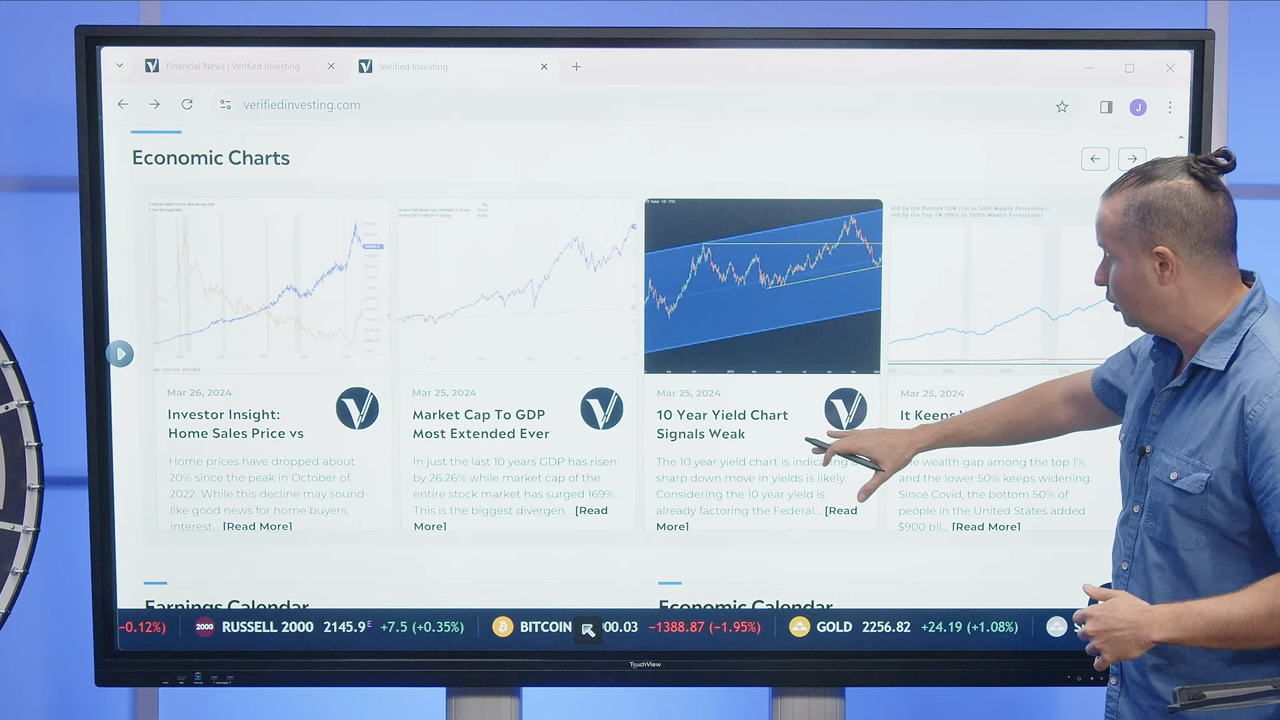 Financial News | Verified Investing
Verified Investing
verifiedinvesting.com
J
Economic Charts
Mar 26, 2024
Investor Insight:
Home Sales Price vs
Home prices have dropped about
20% since the peak in October of
2022. While this decline may sound
like good news for home buyers,
interest... [Read More]
Mar 25, 2024
Market Cap To GDP
Most Extended Ever
In just the last 10 years GDP has risen
by 26.26% while market cap of the
entire stock market has surged 169%.
This is the biggest divergen... [Read
More]
Mar 25, 2024
10 Year Yield Chart
Signals Weak
The 10 year yield chart is indicating
sharp down move in yields is likely.
Considering the 10 year yield is
already factoring the Federal... [Read
More]
Mar 25, 2024
It Keeps
wealth gap among the top 1%
and the lower 50% keeps widening.
Since Covid, the bottom 50% of
people in the United States added
$900 bil... [Read More]
Earnings Calendar
Economic Calendar
-0.12%) 2000 RUSSELL 2000 2145.9E +7.5 (+0.35%) BITCOIN 00.03 -1388.87 (-1.95%) GOLD 2256.82 +24.19 (+1.08%) S
TouchView